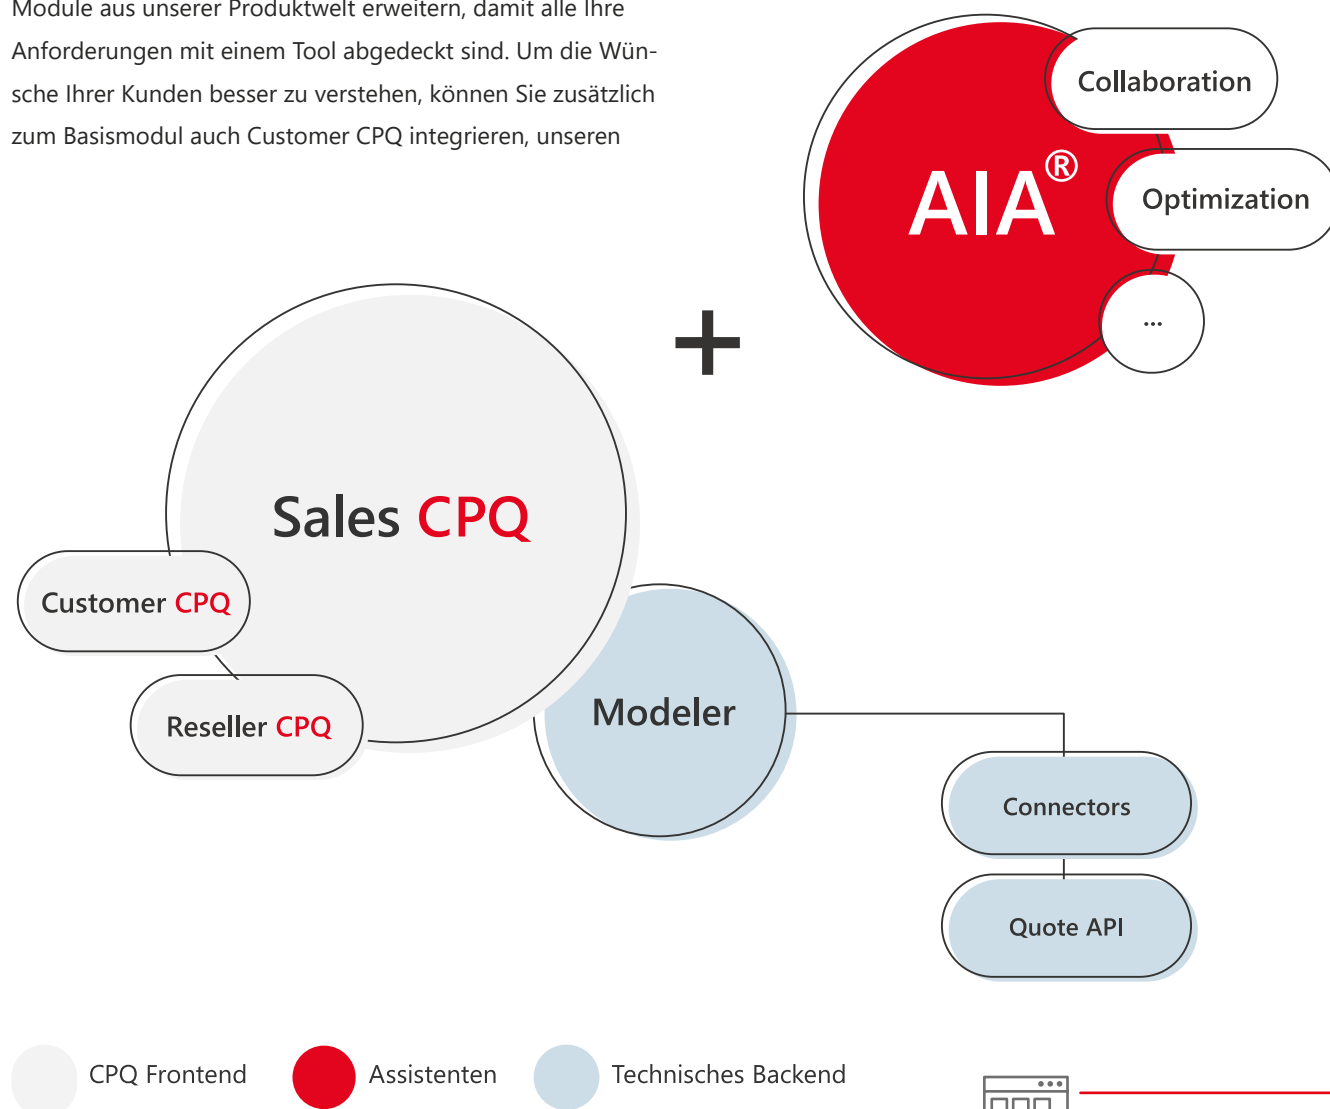 Module aus unserer Produktwelt erweitern, damit alle Ihre
Anforderungen mit einem Tool abgedeckt sind. Um die Wün-
sche Ihrer Kunden besser zu verstehen, können Sie zusätzlich
zum Basismodul auch Customer CPQ integrieren, unseren
Collaboration
AIA®
Optimization
...
+
Sales CPQ
Customer CPQ
Reseller CPQ
Modeler
Connectors
Quote API
CPQ Frontend
Assistenten
Technisches Backend